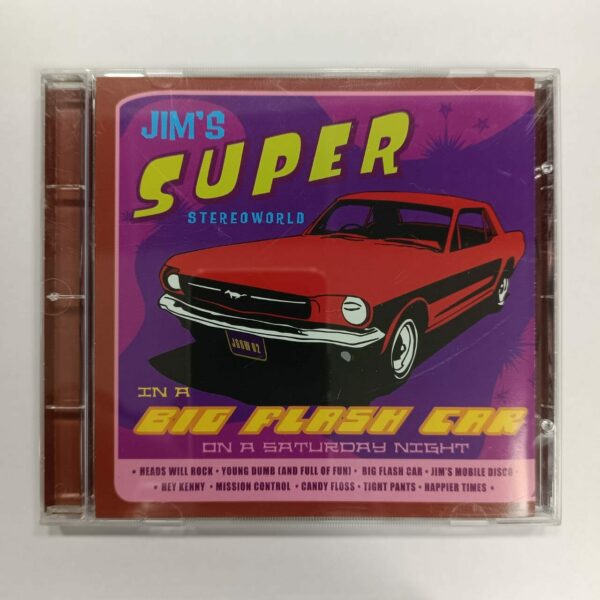 JIM'S
SUPER
STEREOWORLD
JSSW 02
IN A
BIG FLASH CAR
ON A SATURDAY NIGHT
• HEADS WILL ROCK • YOUNG DUMB (AND FULL OF FUN) • BIG FLASH CAR • JIM'S MOBILE DISCO •
• HEY KENNY • MISSION CONTROL • CANDY FLOSS • TIGHT PANTS • HAPPIER TIMES •